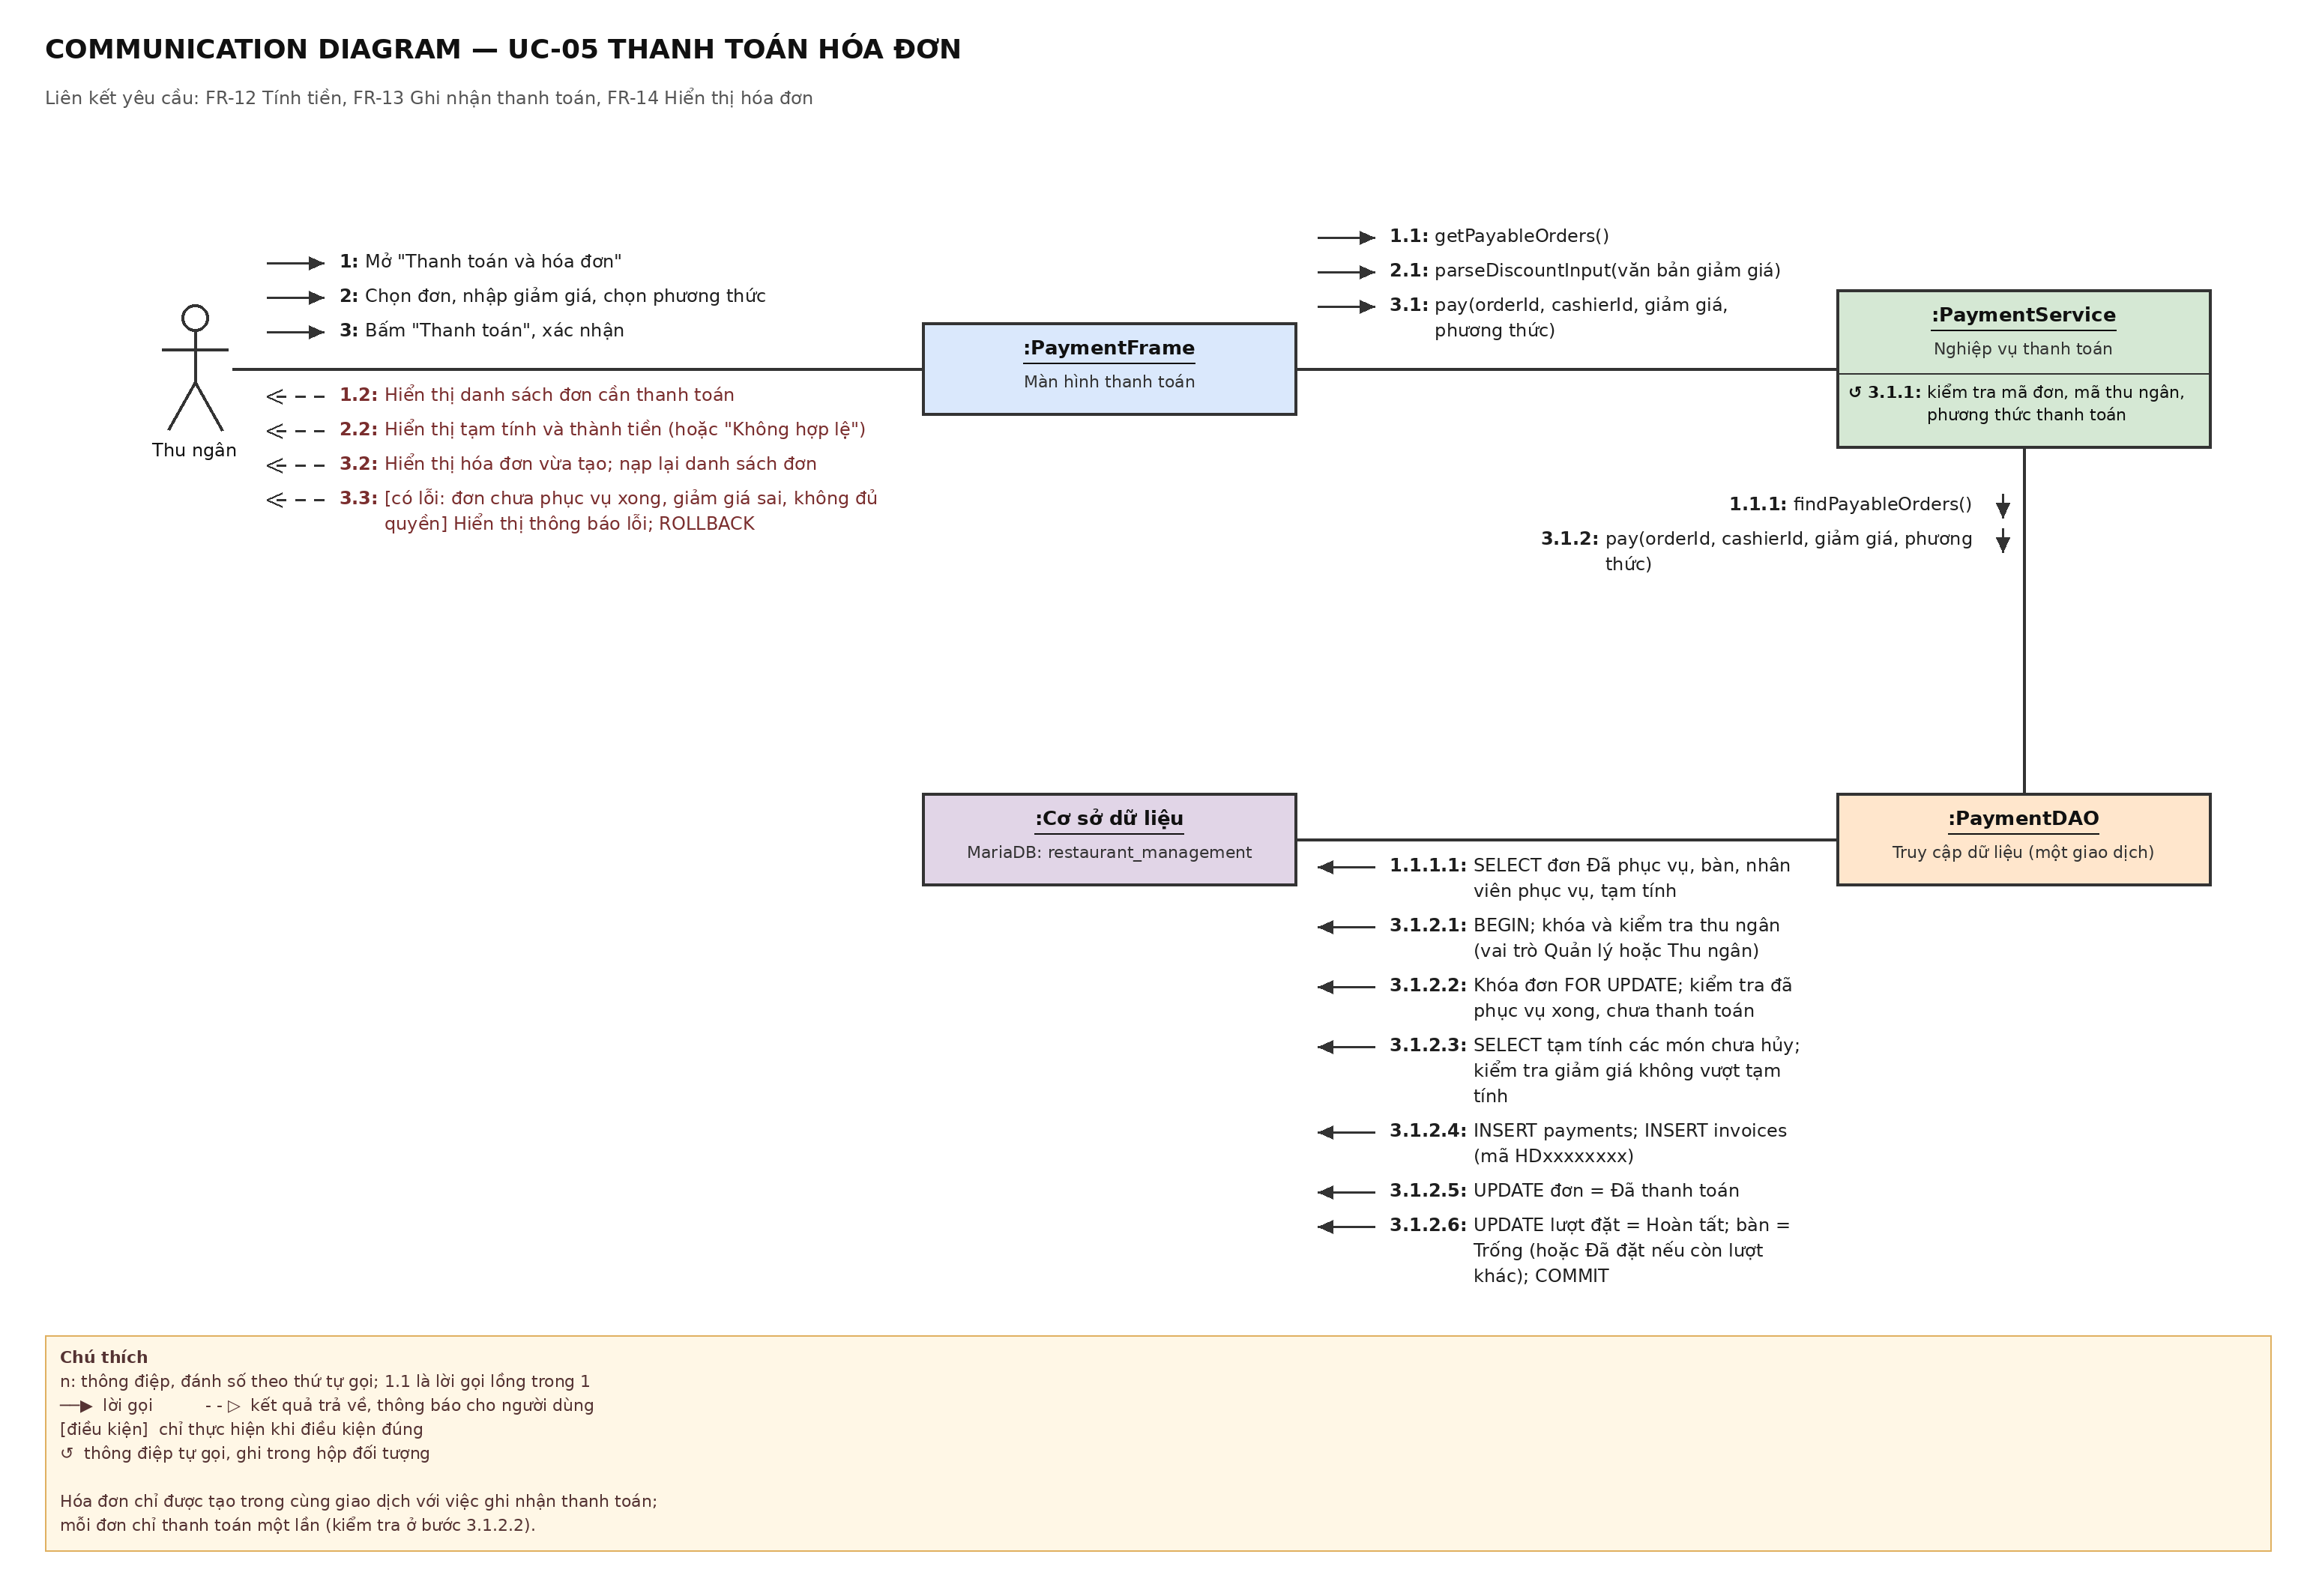 COMMUNICATION DIAGRAM — UC-05 THANH TOÁN HÓA ĐƠN
Liên kết yêu cầu: FR-12 Tính tiền, FR-13 Ghi nhận thanh toán, FR-14 Hiển thị hóa đơn
1: Mở "Thanh toán và hóa đơn"
2: Chọn đơn, nhập giảm giá, chọn phương thức
3: Bấm "Thanh toán", xác nhận
Thu ngân
1.2: Hiển thị danh sách đơn cần thanh toán
2.2: Hiển thị tạm tính và thành tiền (hoặc "Không hợp lệ")
3.2: Hiển thị hóa đơn vừa tạo; nạp lại danh sách đơn
3.3: [có lỗi: đơn chưa phục vụ xong, giảm giá sai, không đủ
quyền] Hiển thị thông báo lỗi; ROLLBACK
:PaymentFrame
Màn hình thanh toán
1.1: getPayableOrders()
2.1: parseDiscountInput(văn bản giảm giá)
3.1: pay(orderId, cashierId, giảm giá,
phương thức)
:PaymentService
Nghiệp vụ thanh toán
↺ 3.1.1: kiểm tra mã đơn, mã thu ngân,
phương thức thanh toán
1.1.1: findPayableOrders()
3.1.2: pay(orderId, cashierId, giảm giá, phương
thức)
:Cơ sở dữ liệu
MariaDB: restaurant_management
:PaymentDAO
Truy cập dữ liệu (một giao dịch)
1.1.1.1: SELECT đơn Đã phục vụ, bàn, nhân
viên phục vụ, tạm tính
3.1.2.1: BEGIN; khóa và kiểm tra thu ngân
(vai trò Quản lý hoặc Thu ngân)
3.1.2.2: Khóa đơn FOR UPDATE; kiểm tra đã
phục vụ xong, chưa thanh toán
3.1.2.3: SELECT tạm tính các món chưa hủy;
kiểm tra giảm giá không vượt tạm
tính
3.1.2.4: INSERT payments; INSERT invoices
(mã HDxxxxxxxx)
3.1.2.5: UPDATE đơn = Đã thanh toán
3.1.2.6: UPDATE lượt đặt = Hoàn tất; bàn =
Trống (hoặc Đã đặt nếu còn lượt
khác); COMMIT
Chú thích
n: thông điệp, đánh số theo thứ tự gọi; 1.1 là lời gọi lồng trong 1
──▶ lời gọi - - ▷ kết quả trả về, thông báo cho người dùng
[điều kiện] chỉ thực hiện khi điều kiện đúng
↺ thông điệp tự gọi, ghi trong hộp đối tượng
Hóa đơn chỉ được tạo trong cùng giao dịch với việc ghi nhận thanh toán;
mỗi đơn chỉ thanh toán một lần (kiểm tra ở bước 3.1.2.2).